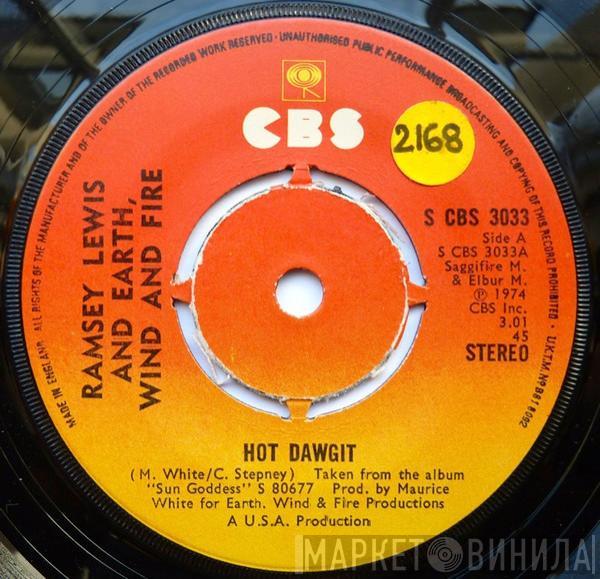 MADE IN ENGLAND. ALL RIGHTS OF THE MANUFACTURER AND OF THE OWNER OF THE RECORDED WORK RESERVED · UNAUTHORISED PUBLIC PERFORMANCE BROADCASTING AND COPYING OF THIS RECORD PROHIBITED · U.K.T.M. Nº B818092
CBS
2168
RAMSEY LEWIS
AND EARTH,
WIND AND FIRE
S CBS 3033
Side A
S CBS 3033A
Saggifire M.
& Elbur M.
℗ 1974
CBS Inc.
3.01
45
STEREO
HOT DAWGIT
(M. White/C. Stepney) Taken from the album
"Sun Goddess" S 80677 Prod. by Maurice
White for Earth, Wind & Fire Productions
A U.S.A. Production
МАРКЕТ ВИНИЛА